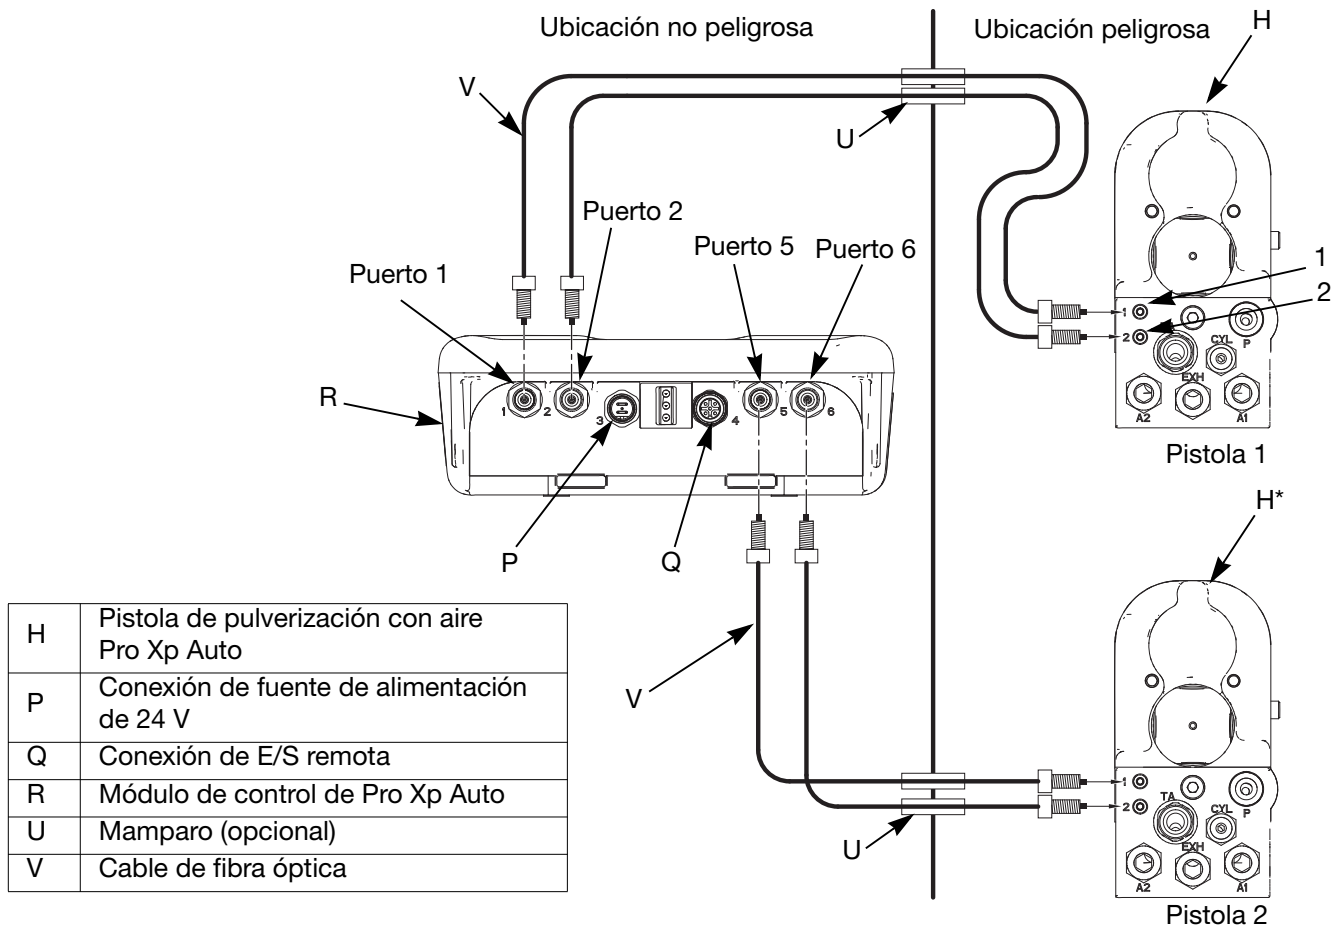 Ubicación no peligrosa
Ubicación peligrosa
H
V
U
Puerto 2
Puerto 5
Puerto 6
Puerto 1
1
2
1
2
CYL
P
EXH
A2
A1
Pistola 1
R
1
2
3
4
5
6
P
Q
H*
V
U
1
2
TA
CYL
P
EXH
A2
A1
Pistola 2
H Pistola de pulverización con aire
Pro Xp Auto
P Conexión de fuente de alimentación
de 24 V
Q Conexión de E/S remota
R Módulo de control de Pro Xp Auto
U Mamparo (opcional)
V Cable de fibra óptica